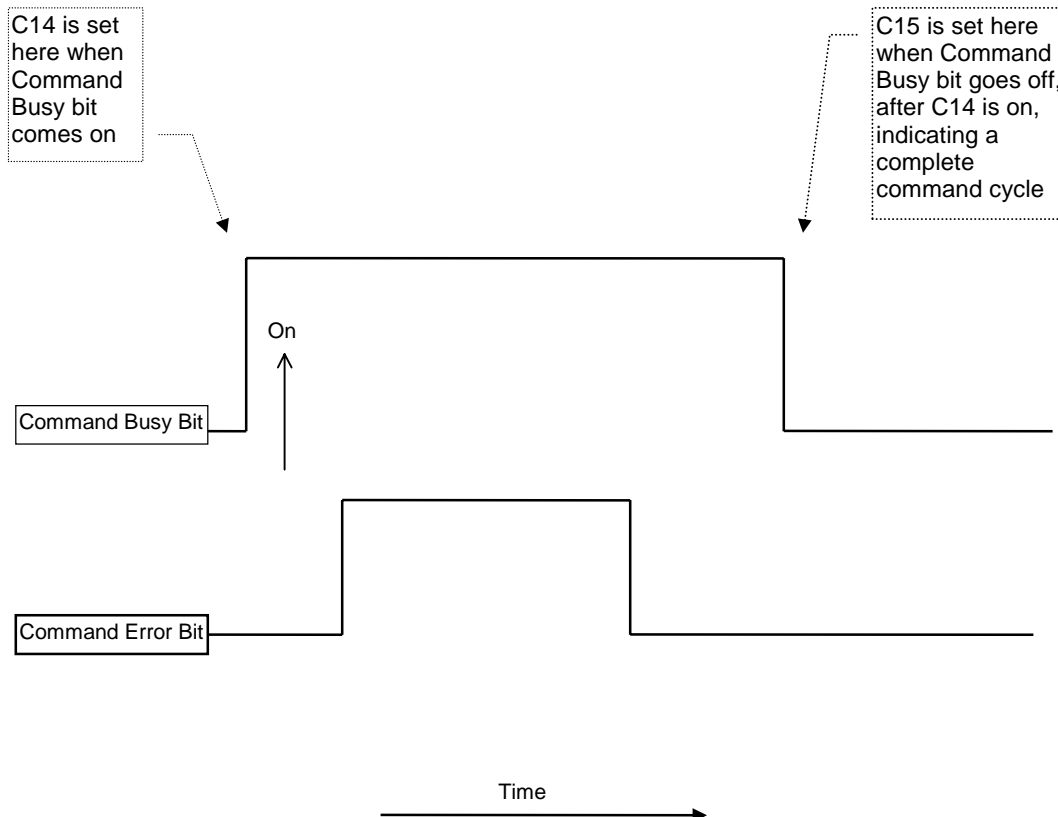 C14 is set
here when
Command
Busy bit
comes on
C15 is set here
when Command
Busy bit goes off,
after C14 is on,
indicating a
complete
command cycle
On
Command Busy Bit
Command Error Bit
Time